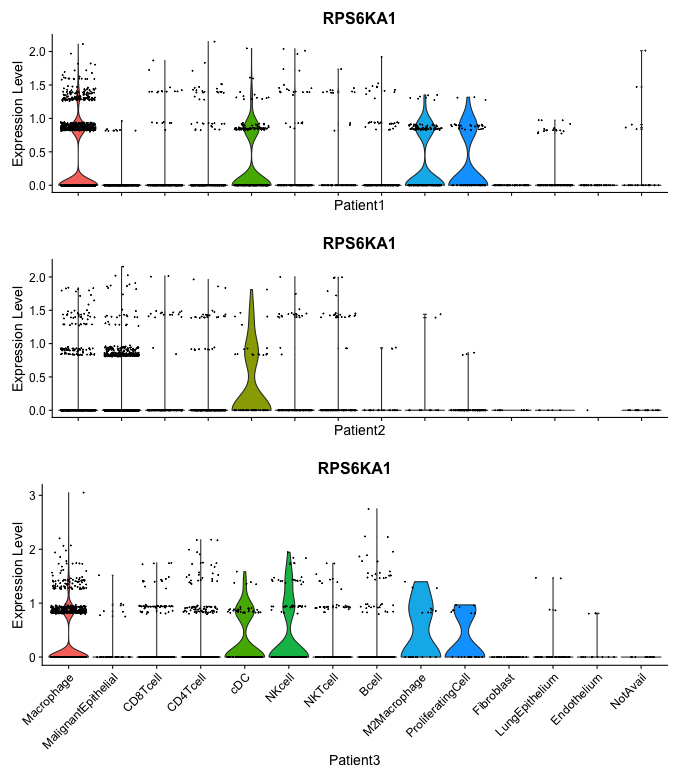 RPS6KA1
Expression Level
2.0
1.5
1.0
0.5
0.0
Patient1
RPS6KA1
Expression Level
2.0
1.5
1.0
0.5
0.0
Patient2
RPS6KA1
Expression Level
3
2
1
0
Macrophage
MalignantEpithelial
CD8Tcell
CD4Tcell
cDC
NKcell
NKTcell
Bcell
M2Macrophage
ProliferatingCell
Fibroblast
LungEpithelium
Endothelium
NotAvail
Patient3